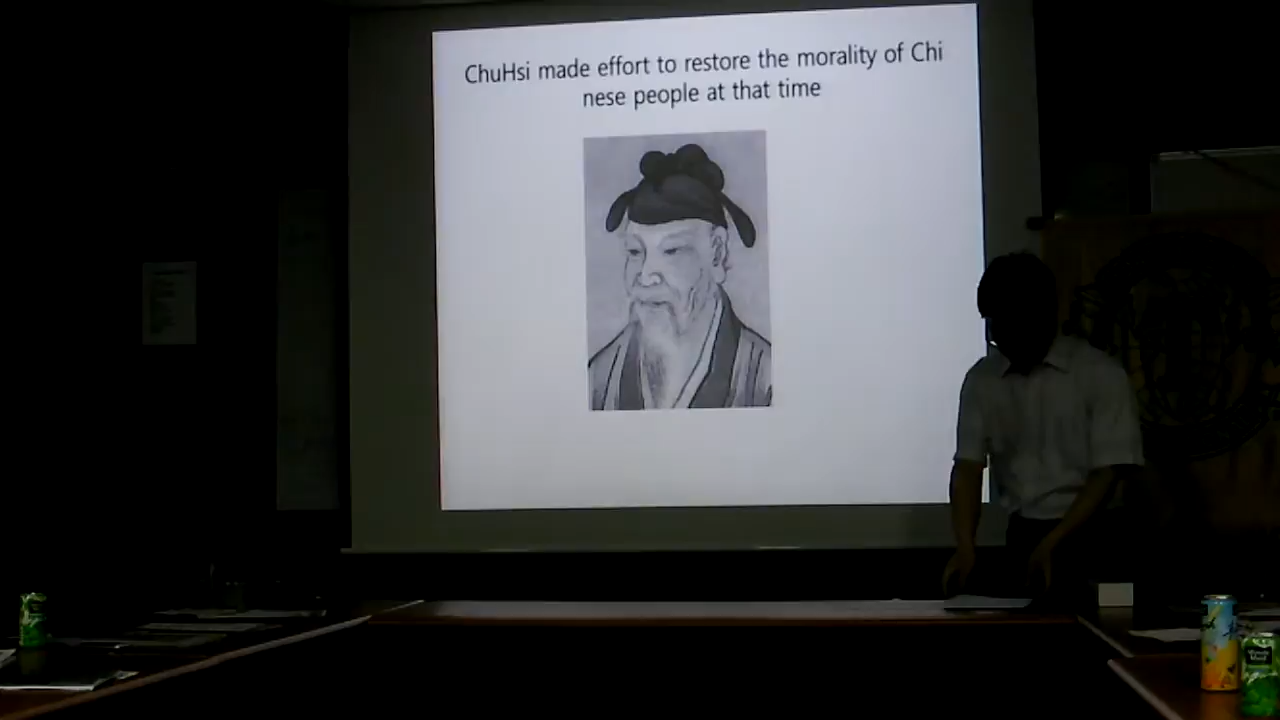 ChuHsi made effort to restore the morality of Chi
nese people at that time